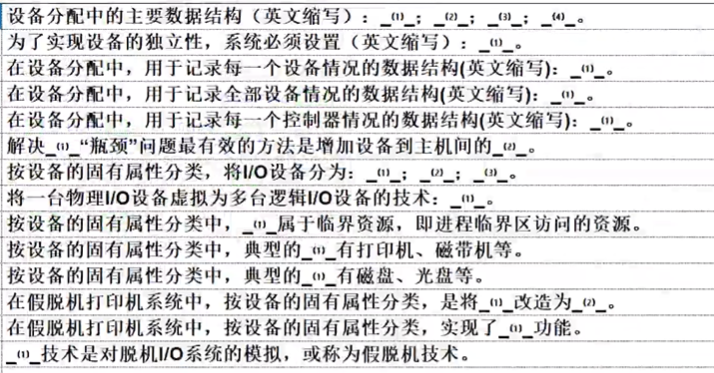 设备分配中的主要数据结构（英文缩写）：_⑴_；_⑵_；_⑶_；_⑷_。
为了实现设备的独立性，系统必须设置（英文缩写）：_⑴_。
在设备分配中，用于记录每一个设备情况的数据结构(英文缩写)：_⑴_。
在设备分配中，用于记录全部设备情况的数据结构(英文缩写)：_⑴_。
在设备分配中，用于记录每一个控制器情况的数据结构(英文缩写)：_⑴_。
解决_⑴_“瓶颈”问题最有效的方法是增加设备到主机间的_⑵_。
按设备的固有属性分类，将I/O设备分为：_⑴_；_⑵_；_⑶_。
将一台物理I/O设备虚拟为多台逻辑I/O设备的技术：_⑴_。
按设备的固有属性分类中，_⑴_属于临界资源，即进程临界区访问的资源。
按设备的固有属性分类中，典型的_⑴_有打印机、磁带机等。
按设备的固有属性分类中，典型的_⑴_有磁盘、光盘等。
在假脱机打印机系统中，按设备的固有属性分类，是将_⑴_改造为_⑵_。
在假脱机打印机系统中，按设备的固有属性分类，实现了_⑴_功能。
_⑴_技术是对脱机I/O系统的模拟，或称为假脱机技术。